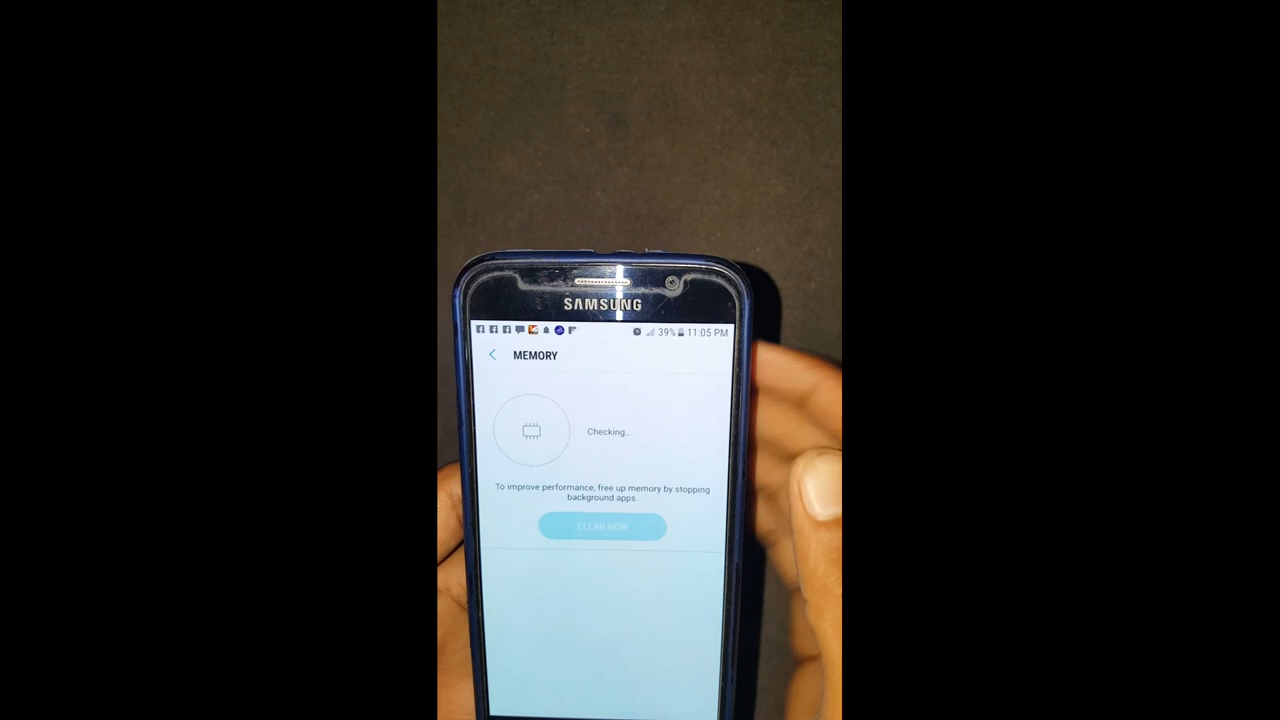 SAMSUNG
39% 11:05 PM
MEMORY
Checking..
To improve performance, free up memory by stopping
background apps.
CLEAN NOW